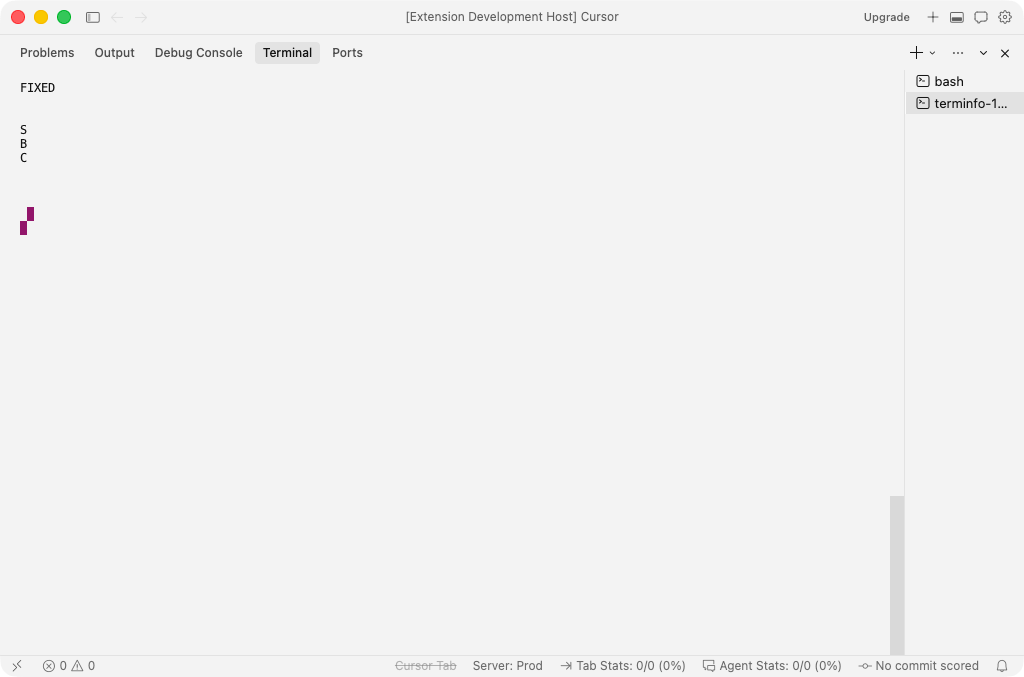 [Extension Development Host] Cursor
Upgrade
Problems Output Debug Console Terminal Ports
FIXED
S
B
C
bash
terminfo-1...
0 0
Cursor Tab Server: Prod Tab Stats: 0/0 (0%) Agent Stats: 0/0 (0%) No commit scored